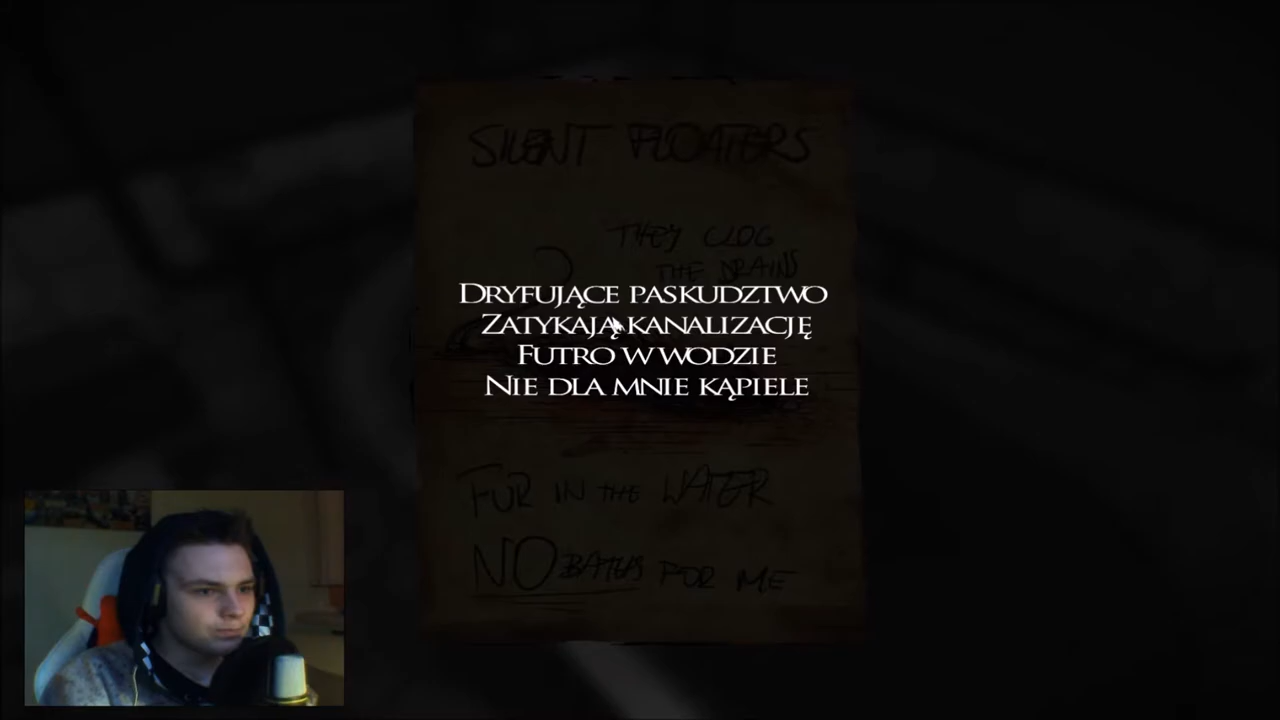 SILENT FLOATERS
THEY CLOG
THE DRAINS
DRYFUJĄCE PASKUDZTWO
ZATYKAJĄ KANALIZACJĘ
FUTRO W WODZIE
NIE DLA MNIE KĄPIELE
FUR IN THE WATER
NO BATHS FOR ME